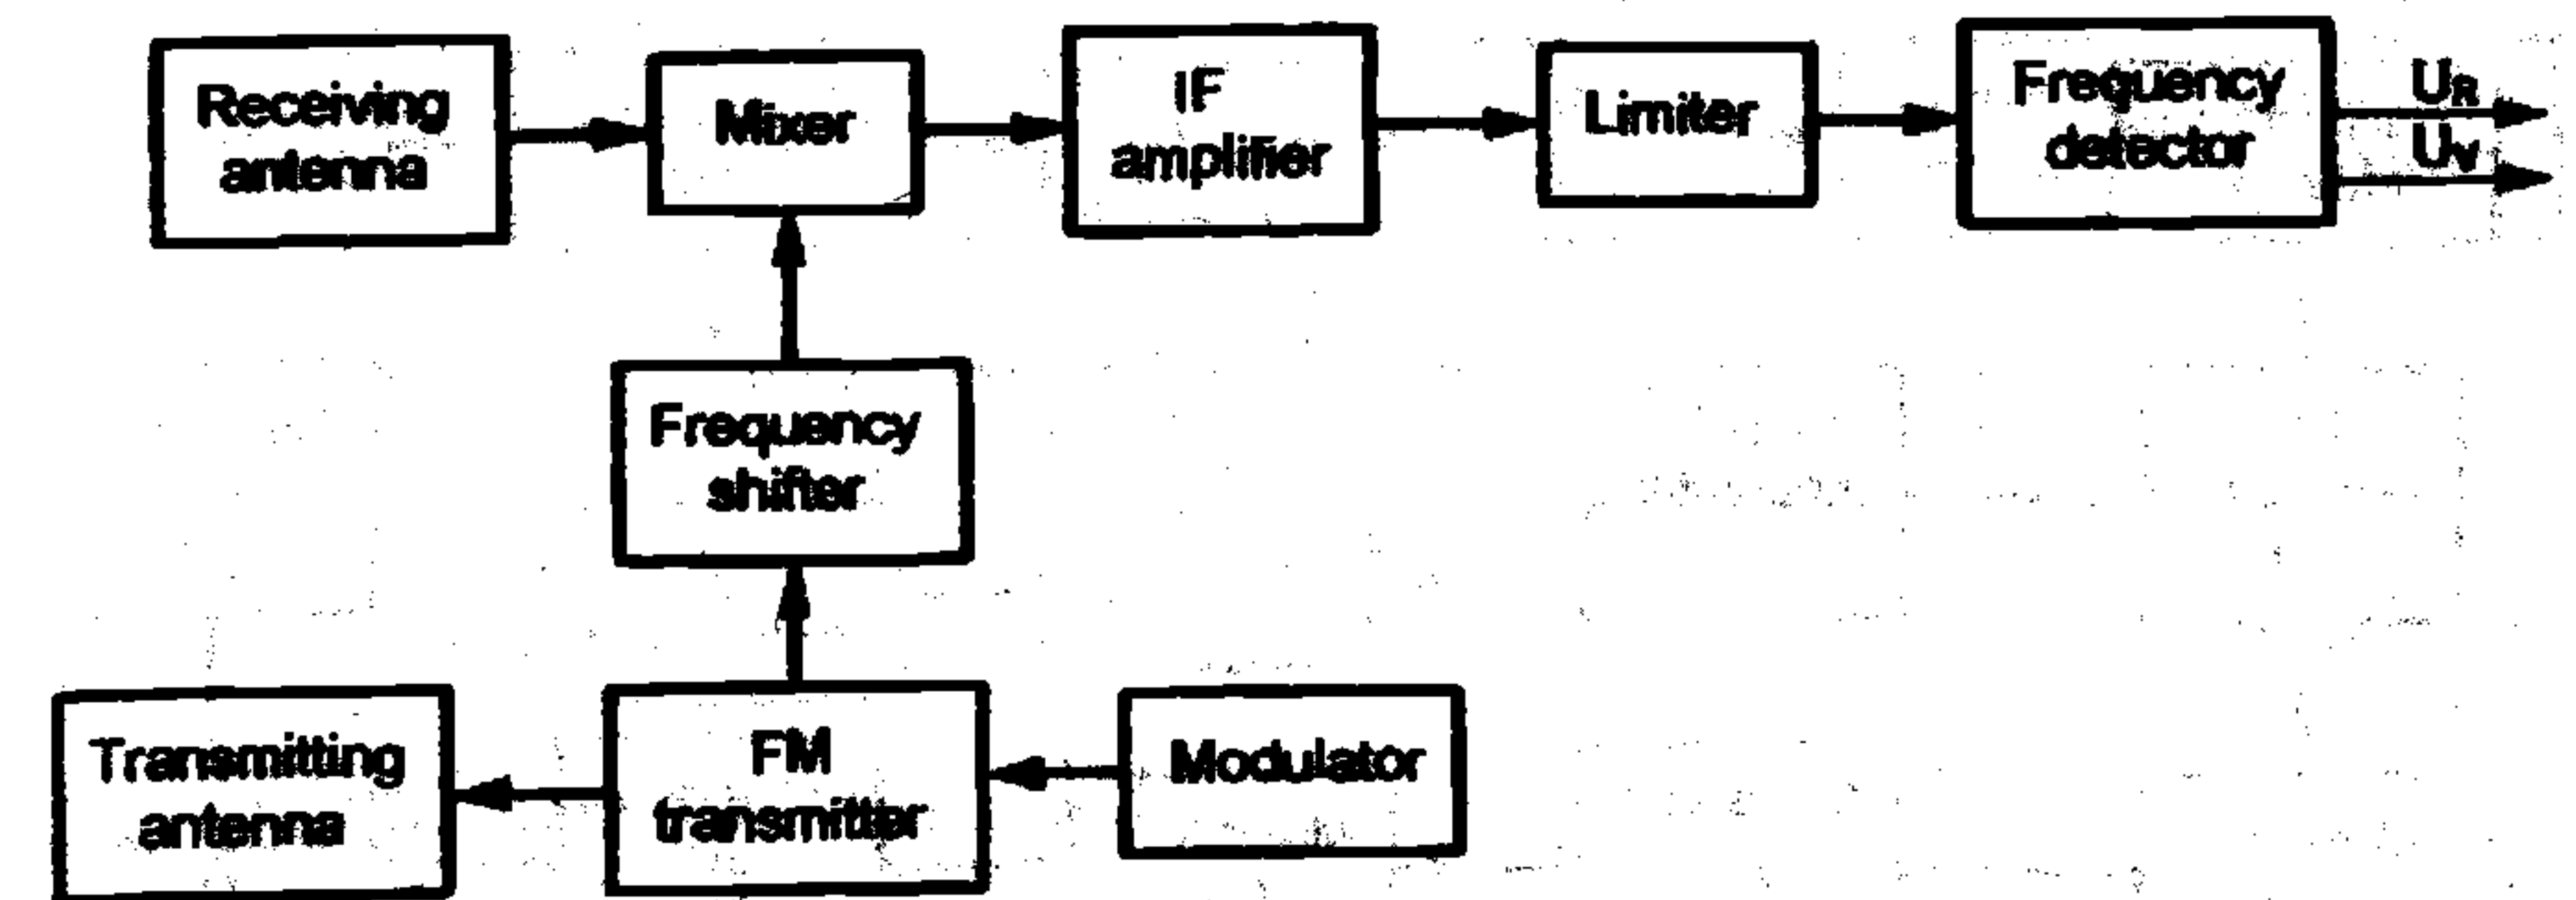 Receiving
antenna
Mixer
IF
amplifier
Limiter
Frequency
detector
UR
UV
Frequency
shifter
Transmitting
antenna
FM
transmitter
Modulator